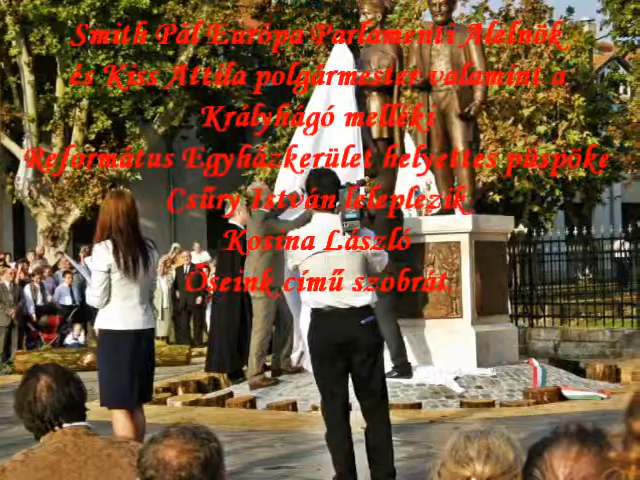 Smith Pál Európa Parlamenti Alelnök
és Kiss Attila polgármester valamint a
Királyhágó melléki
Református Egyházkerület helyettes püspöke
Csűry István leleplezik
Kosina László
Őseink című szobrát.